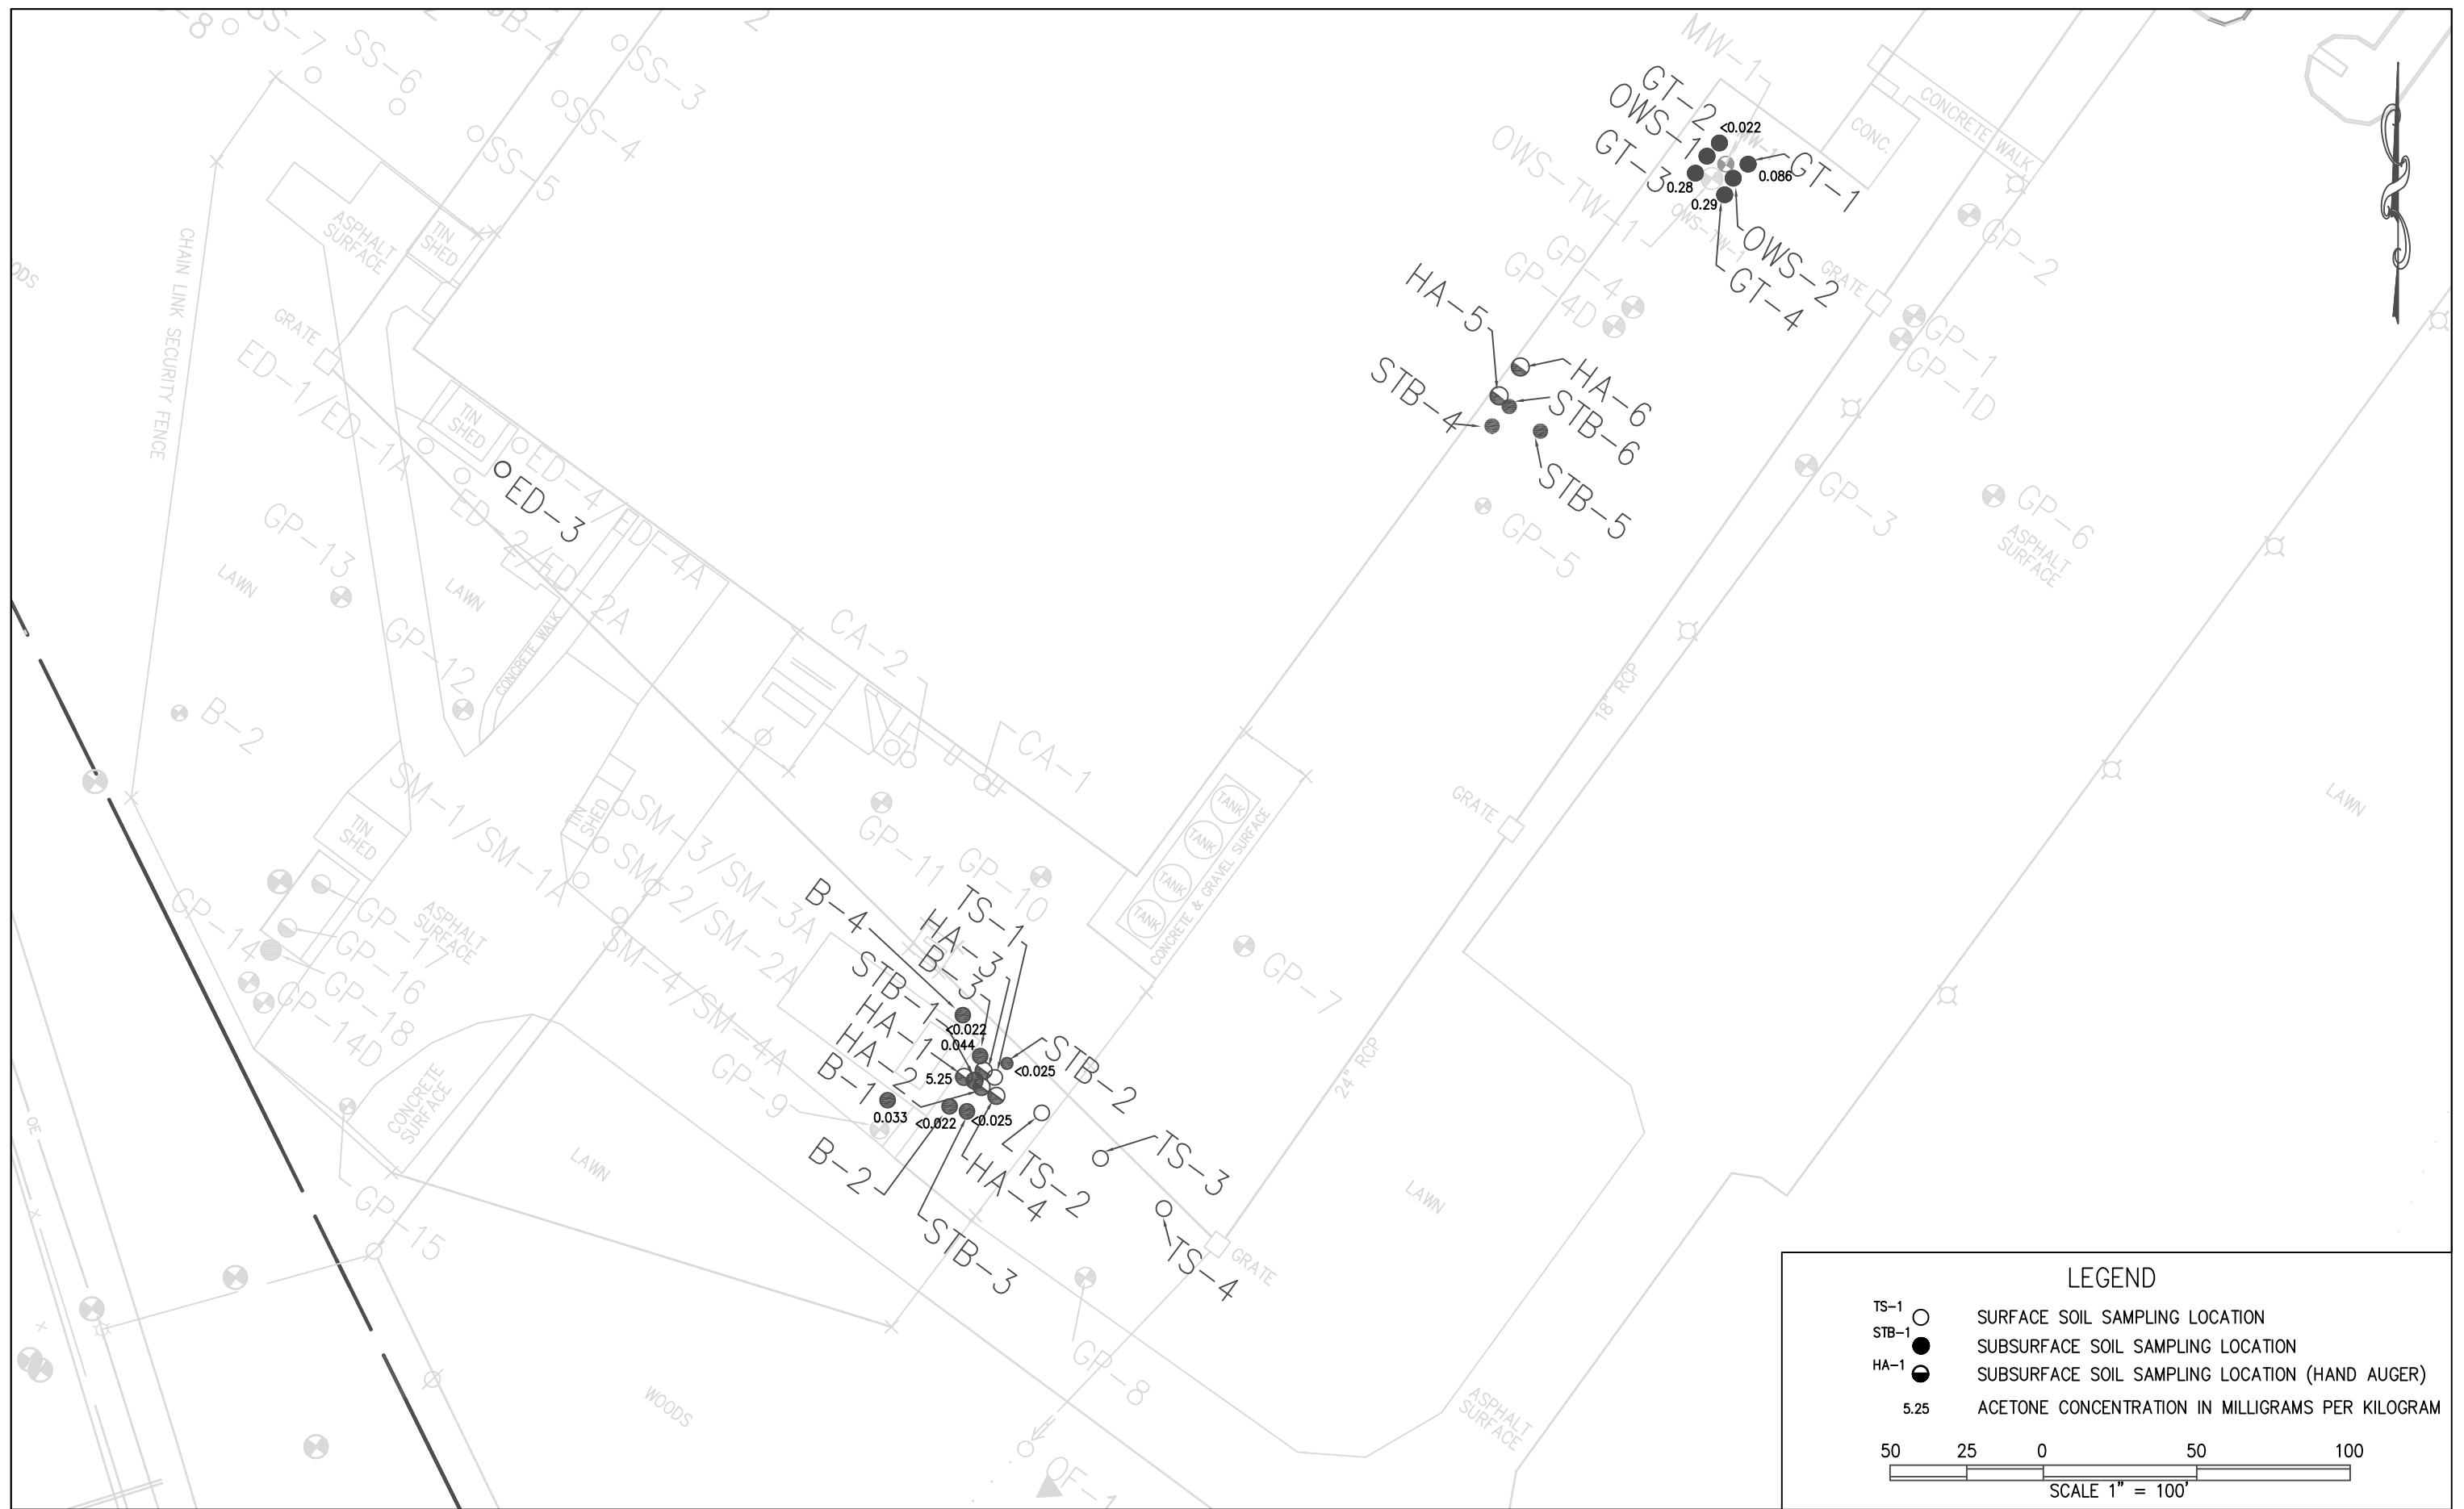 SS-7
SS-6
SS-3
SS-4
SS-5
MW-1
GT-2
OWS-1
GT-3
<0.022
MW-1
0.086
GT-1
0.28
0.29
OWS-TW-1
OWS-TW-1
OWS-2
GT-4
CONC.
CONCRETE WALK
GP-2
GRATE
GP-1
GP-1D
GP-4
GP-4D
HA-5
HA-6
STB-4
STB-6
STB-5
GP-5
GP-3
GP-6
ASPHALT
SURFACE
CHAIN LINK SECURITY FENCE
ASPHALT
SURFACE
TIN
SHED
GRATE
ED-1/ED-1A
TIN
SHED
ED-4/ED-4A
ED-3
ED-2/ED-2A
GP-13
LAWN
LAWN
GP-12
CONCRETE WALK
B-2
CA-2
CA-1
18" RCP
GRATE
LAWN
SM-1/SM-1A
TIN
SHED
TIN
SHED
SM-3/SM-3A
SM-2/SM-2A
SM-4/SM-4A
GP-11
GP-10
TANK
TANK
TANK
TANK
CONCRETE & GRAVEL SURFACE
GP-7
GP-14
GP-17
GP-16
GP-18
GP-14D
ASPHALT
SURFACE
B-4
TS-1
HA-3
B-3
STB-1
HA-1
HA-2
B-1
<0.022
0.044
5.25
<0.025
STB-2
0.033
<0.022
<0.025
GP-9
24" RCP
CONCRETE
SURFACE
LAWN
B-2
STB-3
HA-4
TS-2
TS-3
TS-4
GRATE
LAWN
GP-15
OE
GP-8
WOODS
OF-1
ASPHALT
SURFACE
LEGEND
TS-1 SURFACE SOIL SAMPLING LOCATION
STB-1 SUBSURFACE SOIL SAMPLING LOCATION
HA-1 SUBSURFACE SOIL SAMPLING LOCATION (HAND AUGER)
5.25 ACETONE CONCENTRATION IN MILLIGRAMS PER KILOGRAM
50 25 0 50 100
SCALE 1" = 100'